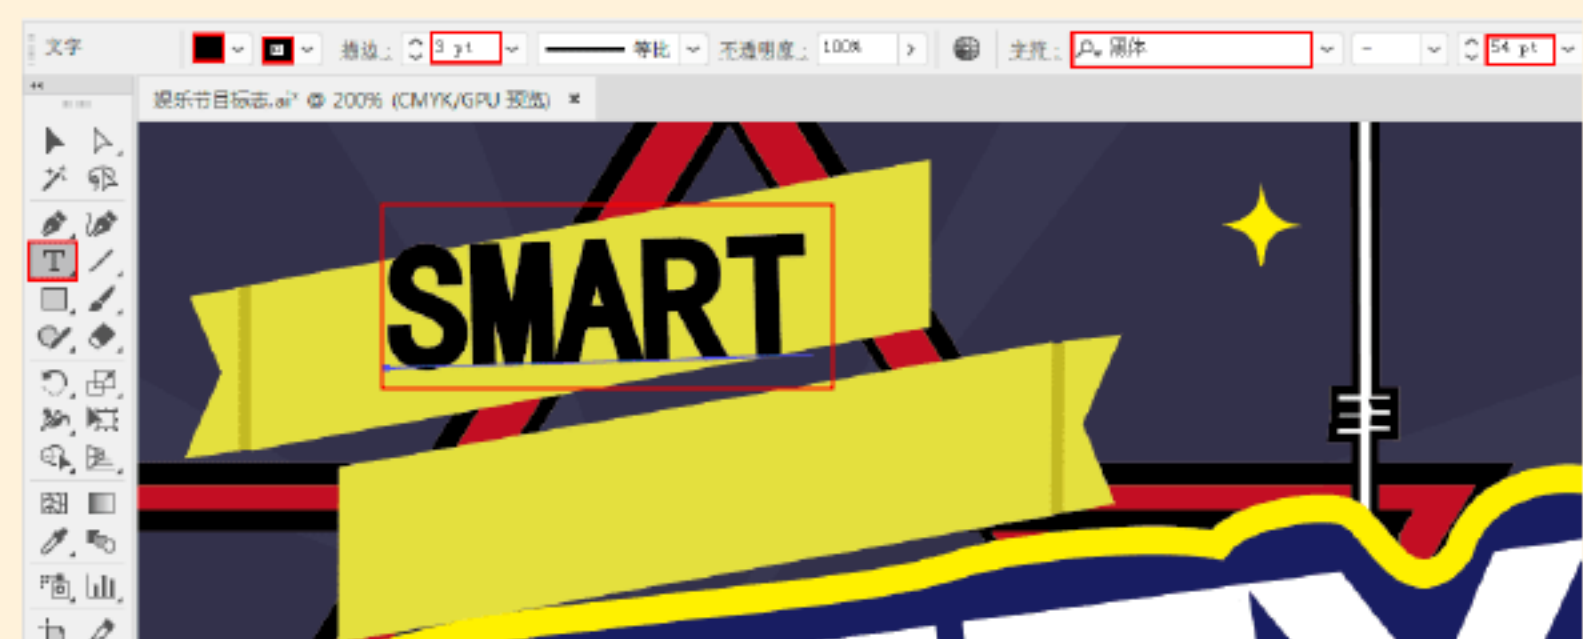 文字 描边: 3 pt 等比 不透明度: 100% 字符: 黑体 - 54 pt
娱乐节目标志.ai* @ 200% (CMYK/GPU 预览) ×
T
SMART